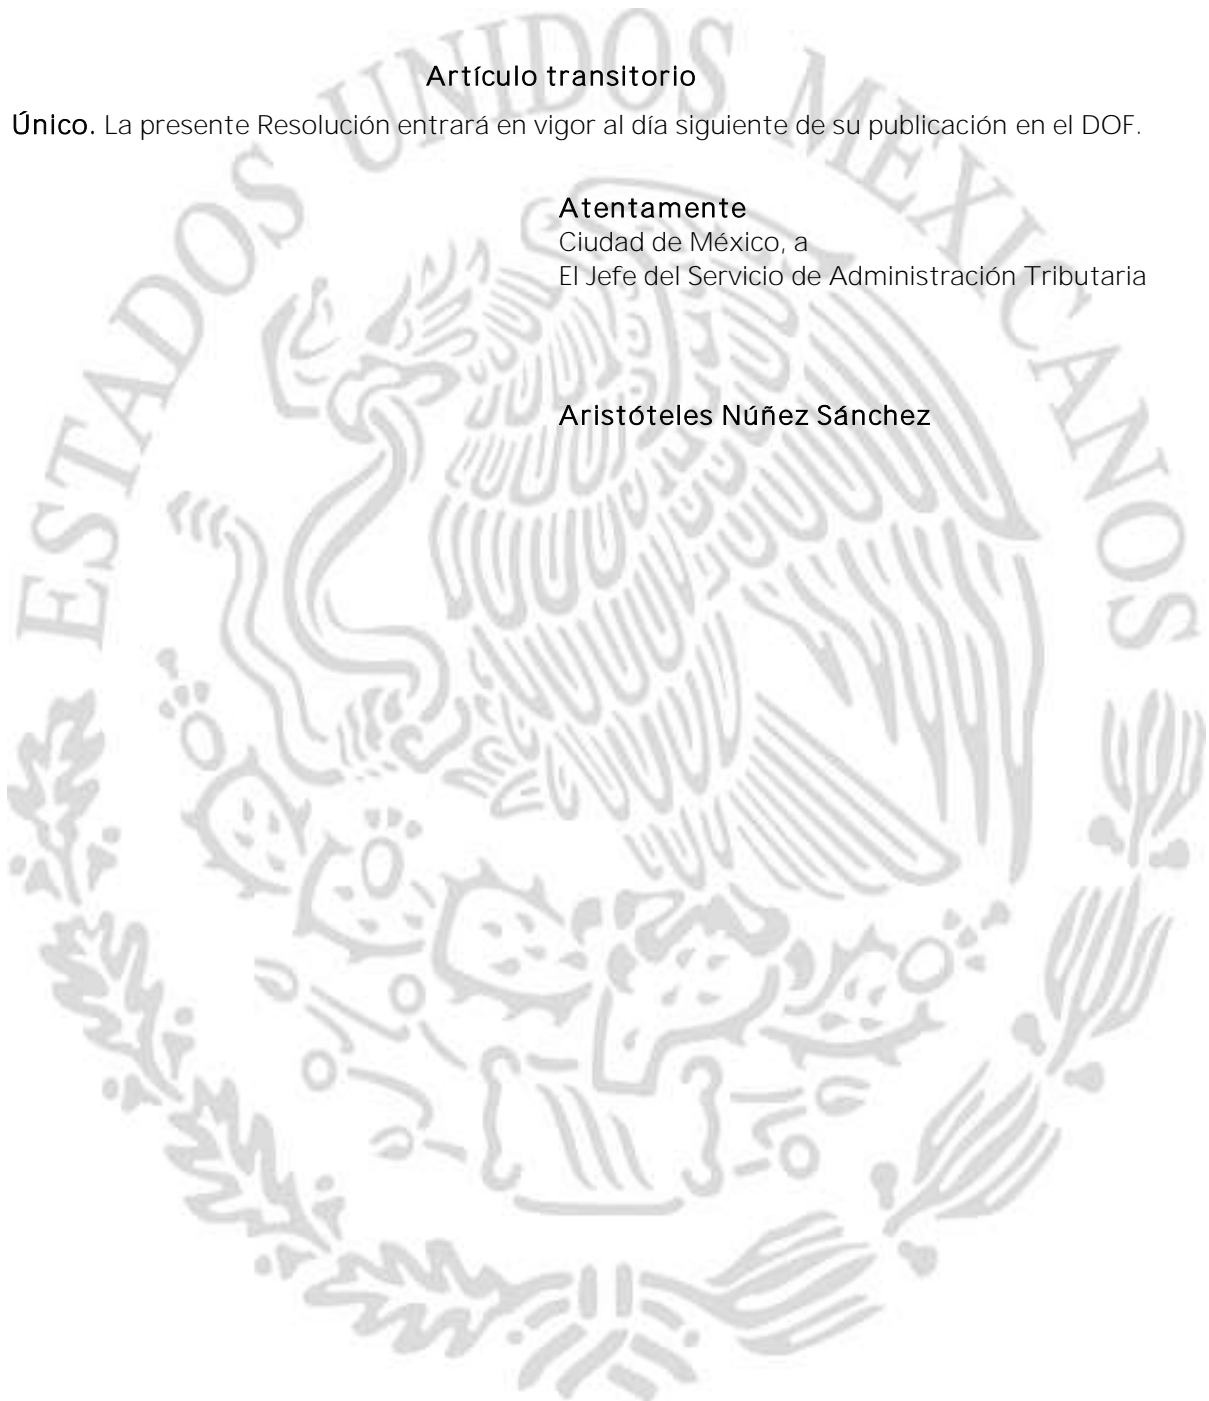 Artículo transitorio
Único. La presente Resolución entrará en vigor al día siguiente de su publicación en el DOF.
Atentamente
Ciudad de México, a
El Jefe del Servicio de Administración Tributaria
Aristóteles Núñez Sánchez
ESTADOS UNIDOS MEXICANOS